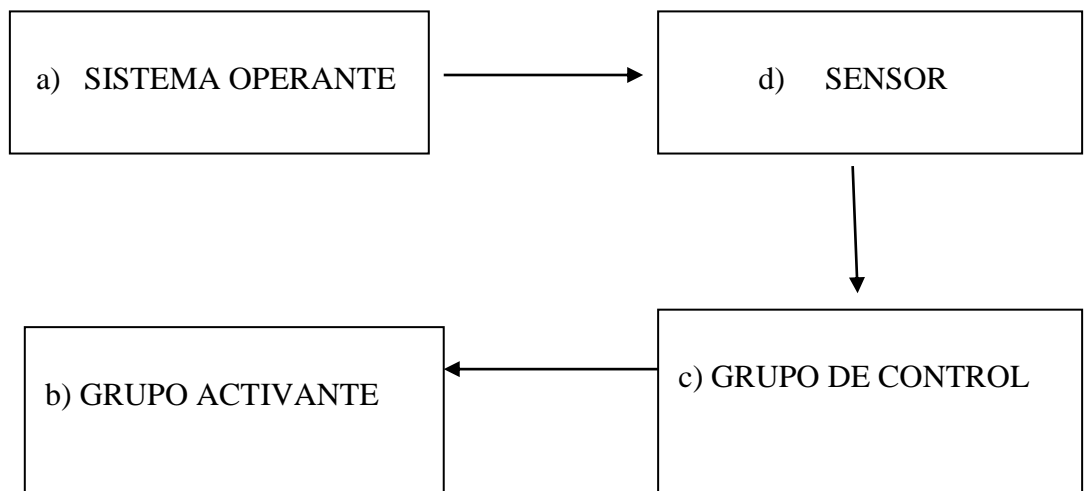 a) SISTEMA OPERANTE
d) SENSOR
b) GRUPO ACTIVANTE
c) GRUPO DE CONTROL